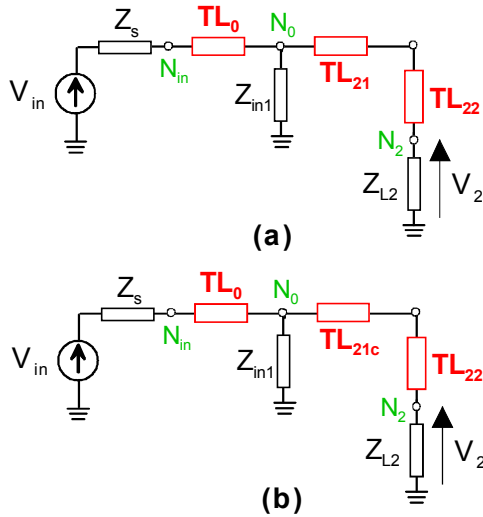 Z_s TL_0 N_0
N_in TL_21
V_in Z_in1 TL_22
N_2
Z_L2 V_2
(a)
Z_s TL_0 N_0
N_in TL_21c
V_in Z_in1 TL_22
N_2
Z_L2 V_2
(b)